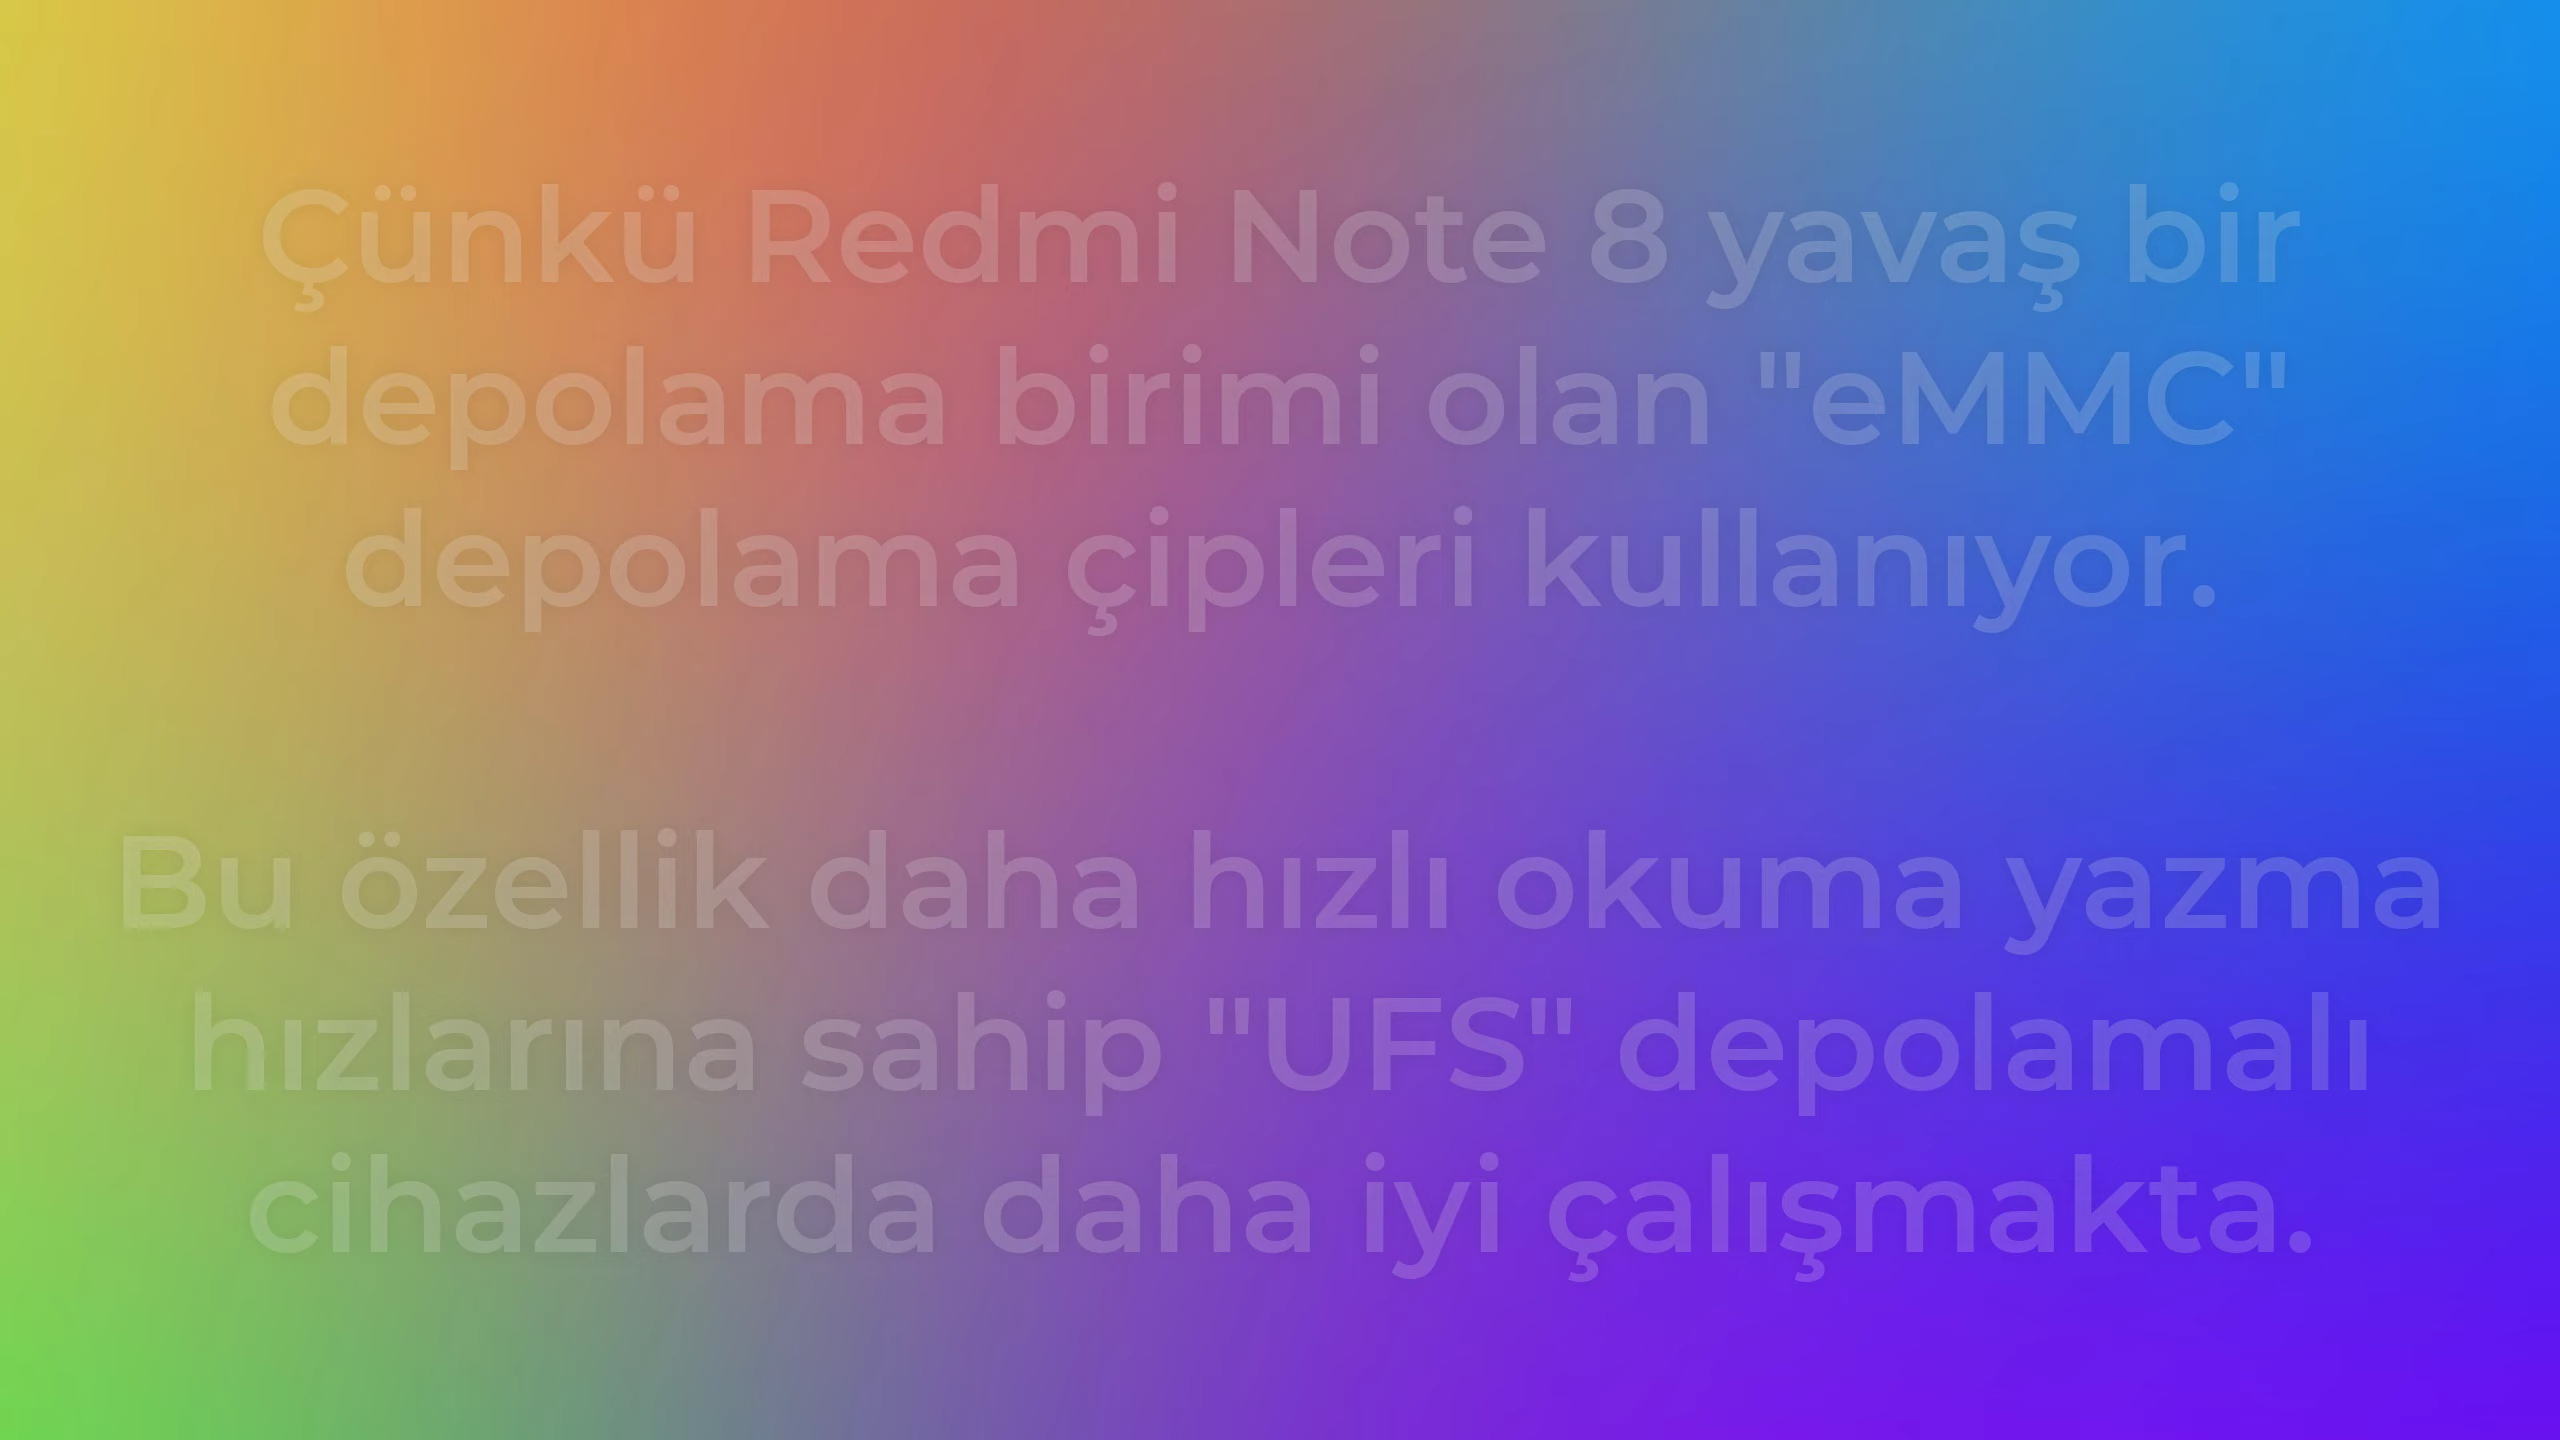 Çünkü Redmi Note 8 yavaş bir
depolama birimi olan "eMMC"
depolama çipleri kullanıyor.
Bu özellik daha hızlı okuma yazma
hızlarına sahip "UFS" depolamalı
cihazlarda daha iyi çalışmakta.